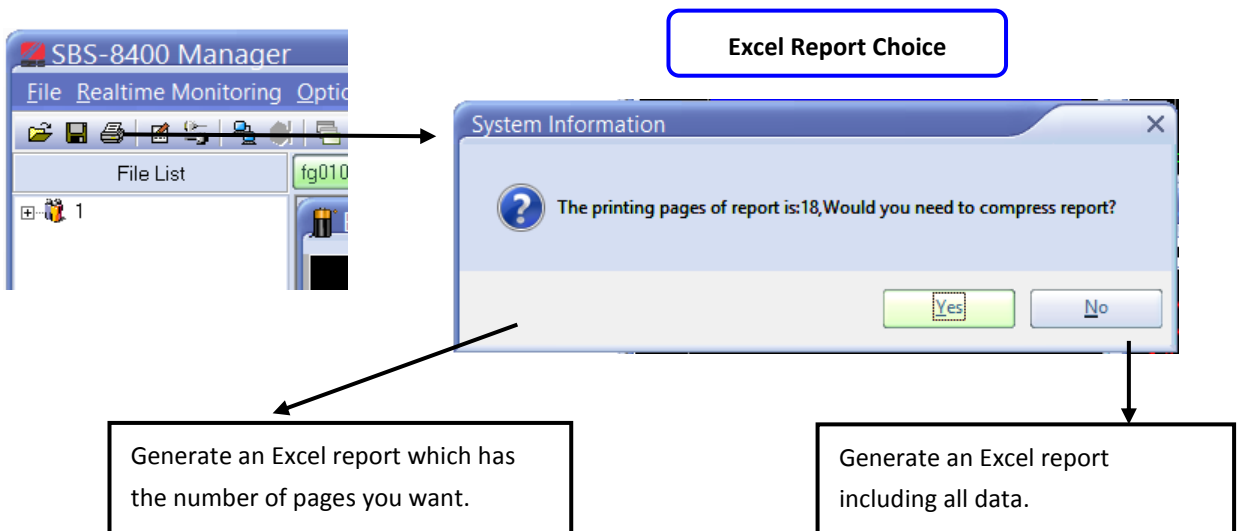 Excel Report Choice
SBS-8400 Manager
File Realtime Monitoring Optio
File List
fg010
1
System Information
The printing pages of report is:18,Would you need to compress report?
Yes
No
Generate an Excel report which has
the number of pages you want.
Generate an Excel report
including all data.